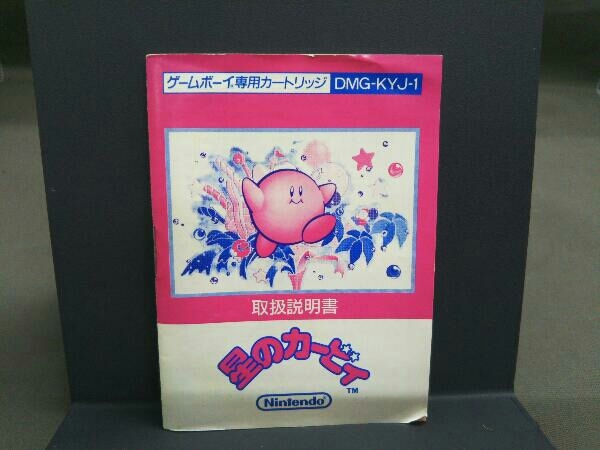 ゲームボーイ専用カートリッジ DMG-KYJ-1
取扱説明書
星のカービィ
TM
Nintendo